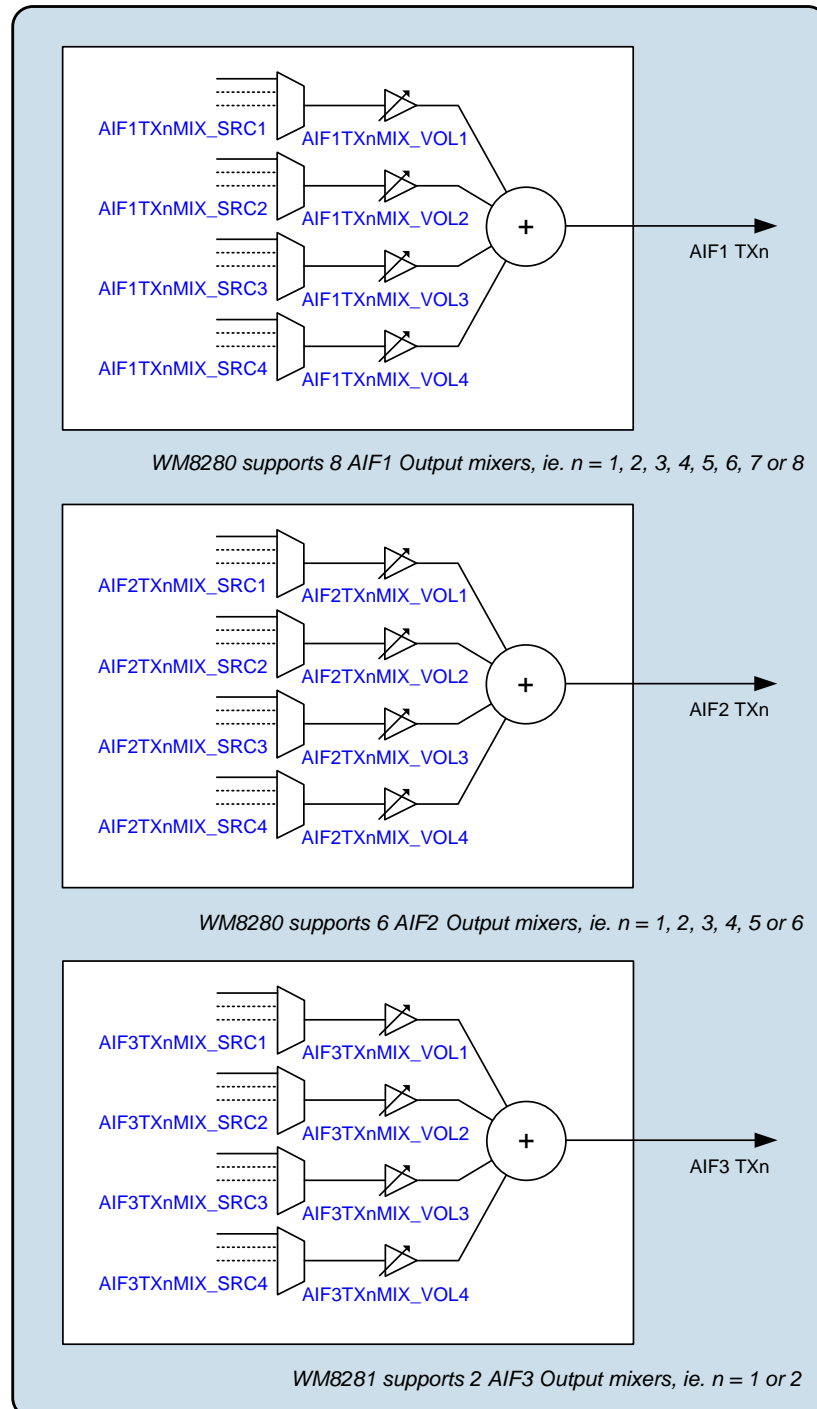 AIF1TXnMIX_SRC1
AIF1TXnMIX_VOL1
AIF1TXnMIX_SRC2
AIF1TXnMIX_VOL2
+
AIF1 TXn
AIF1TXnMIX_SRC3
AIF1TXnMIX_VOL3
AIF1TXnMIX_SRC4
AIF1TXnMIX_VOL4
WM8280 supports 8 AIF1 Output mixers, ie. n = 1, 2, 3, 4, 5, 6, 7 or 8
AIF2TXnMIX_SRC1
AIF2TXnMIX_VOL1
AIF2TXnMIX_SRC2
AIF2TXnMIX_VOL2
+
AIF2 TXn
AIF2TXnMIX_SRC3
AIF2TXnMIX_VOL3
AIF2TXnMIX_SRC4
AIF2TXnMIX_VOL4
WM8280 supports 6 AIF2 Output mixers, ie. n = 1, 2, 3, 4, 5 or 6
AIF3TXnMIX_SRC1
AIF3TXnMIX_VOL1
AIF3TXnMIX_SRC2
AIF3TXnMIX_VOL2
+
AIF3 TXn
AIF3TXnMIX_SRC3
AIF3TXnMIX_VOL3
AIF3TXnMIX_SRC4
AIF3TXnMIX_VOL4
WM8281 supports 2 AIF3 Output mixers, ie. n = 1 or 2